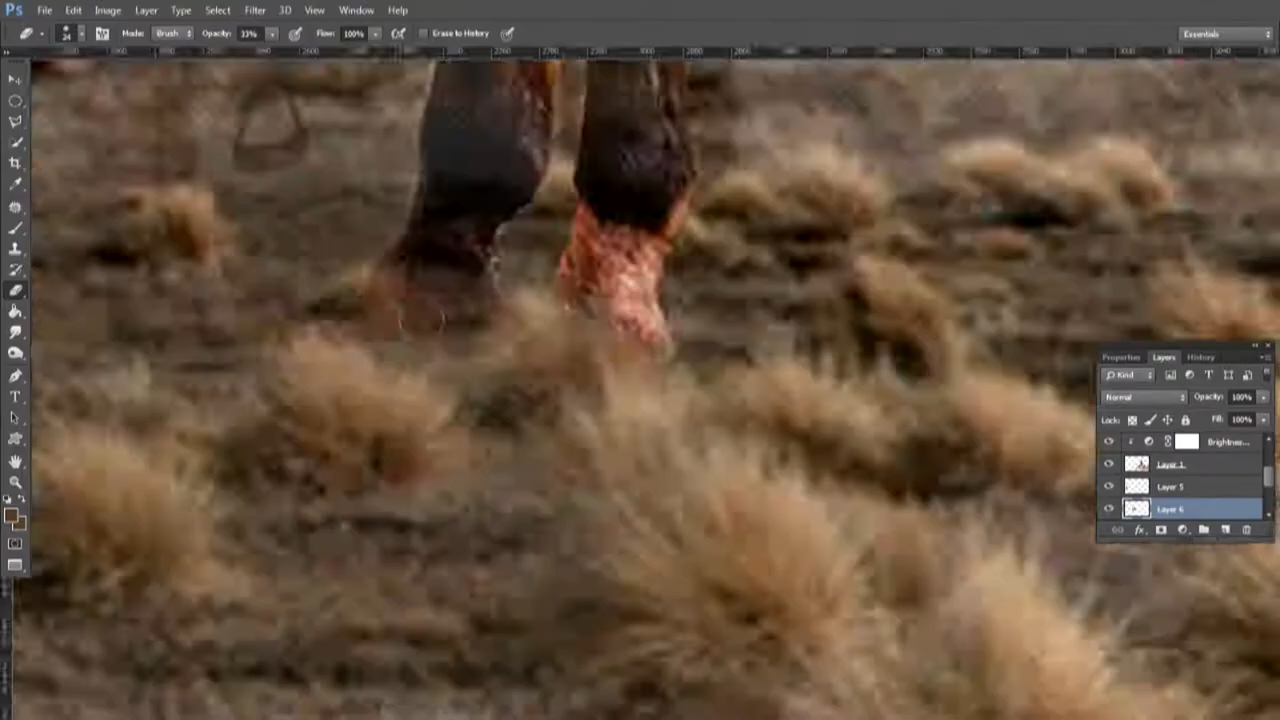 Ps File Edit Image Layer Type Select Filter 3D View Window Help
24 Mode: Brush Opacity: 33% Flow: 100% Erase to History Essentials
Properties Layers History
Kind
Normal Opacity: 100%
Lock: Fill: 100%
Brightne...
Layer 1
Layer 5
Layer 6